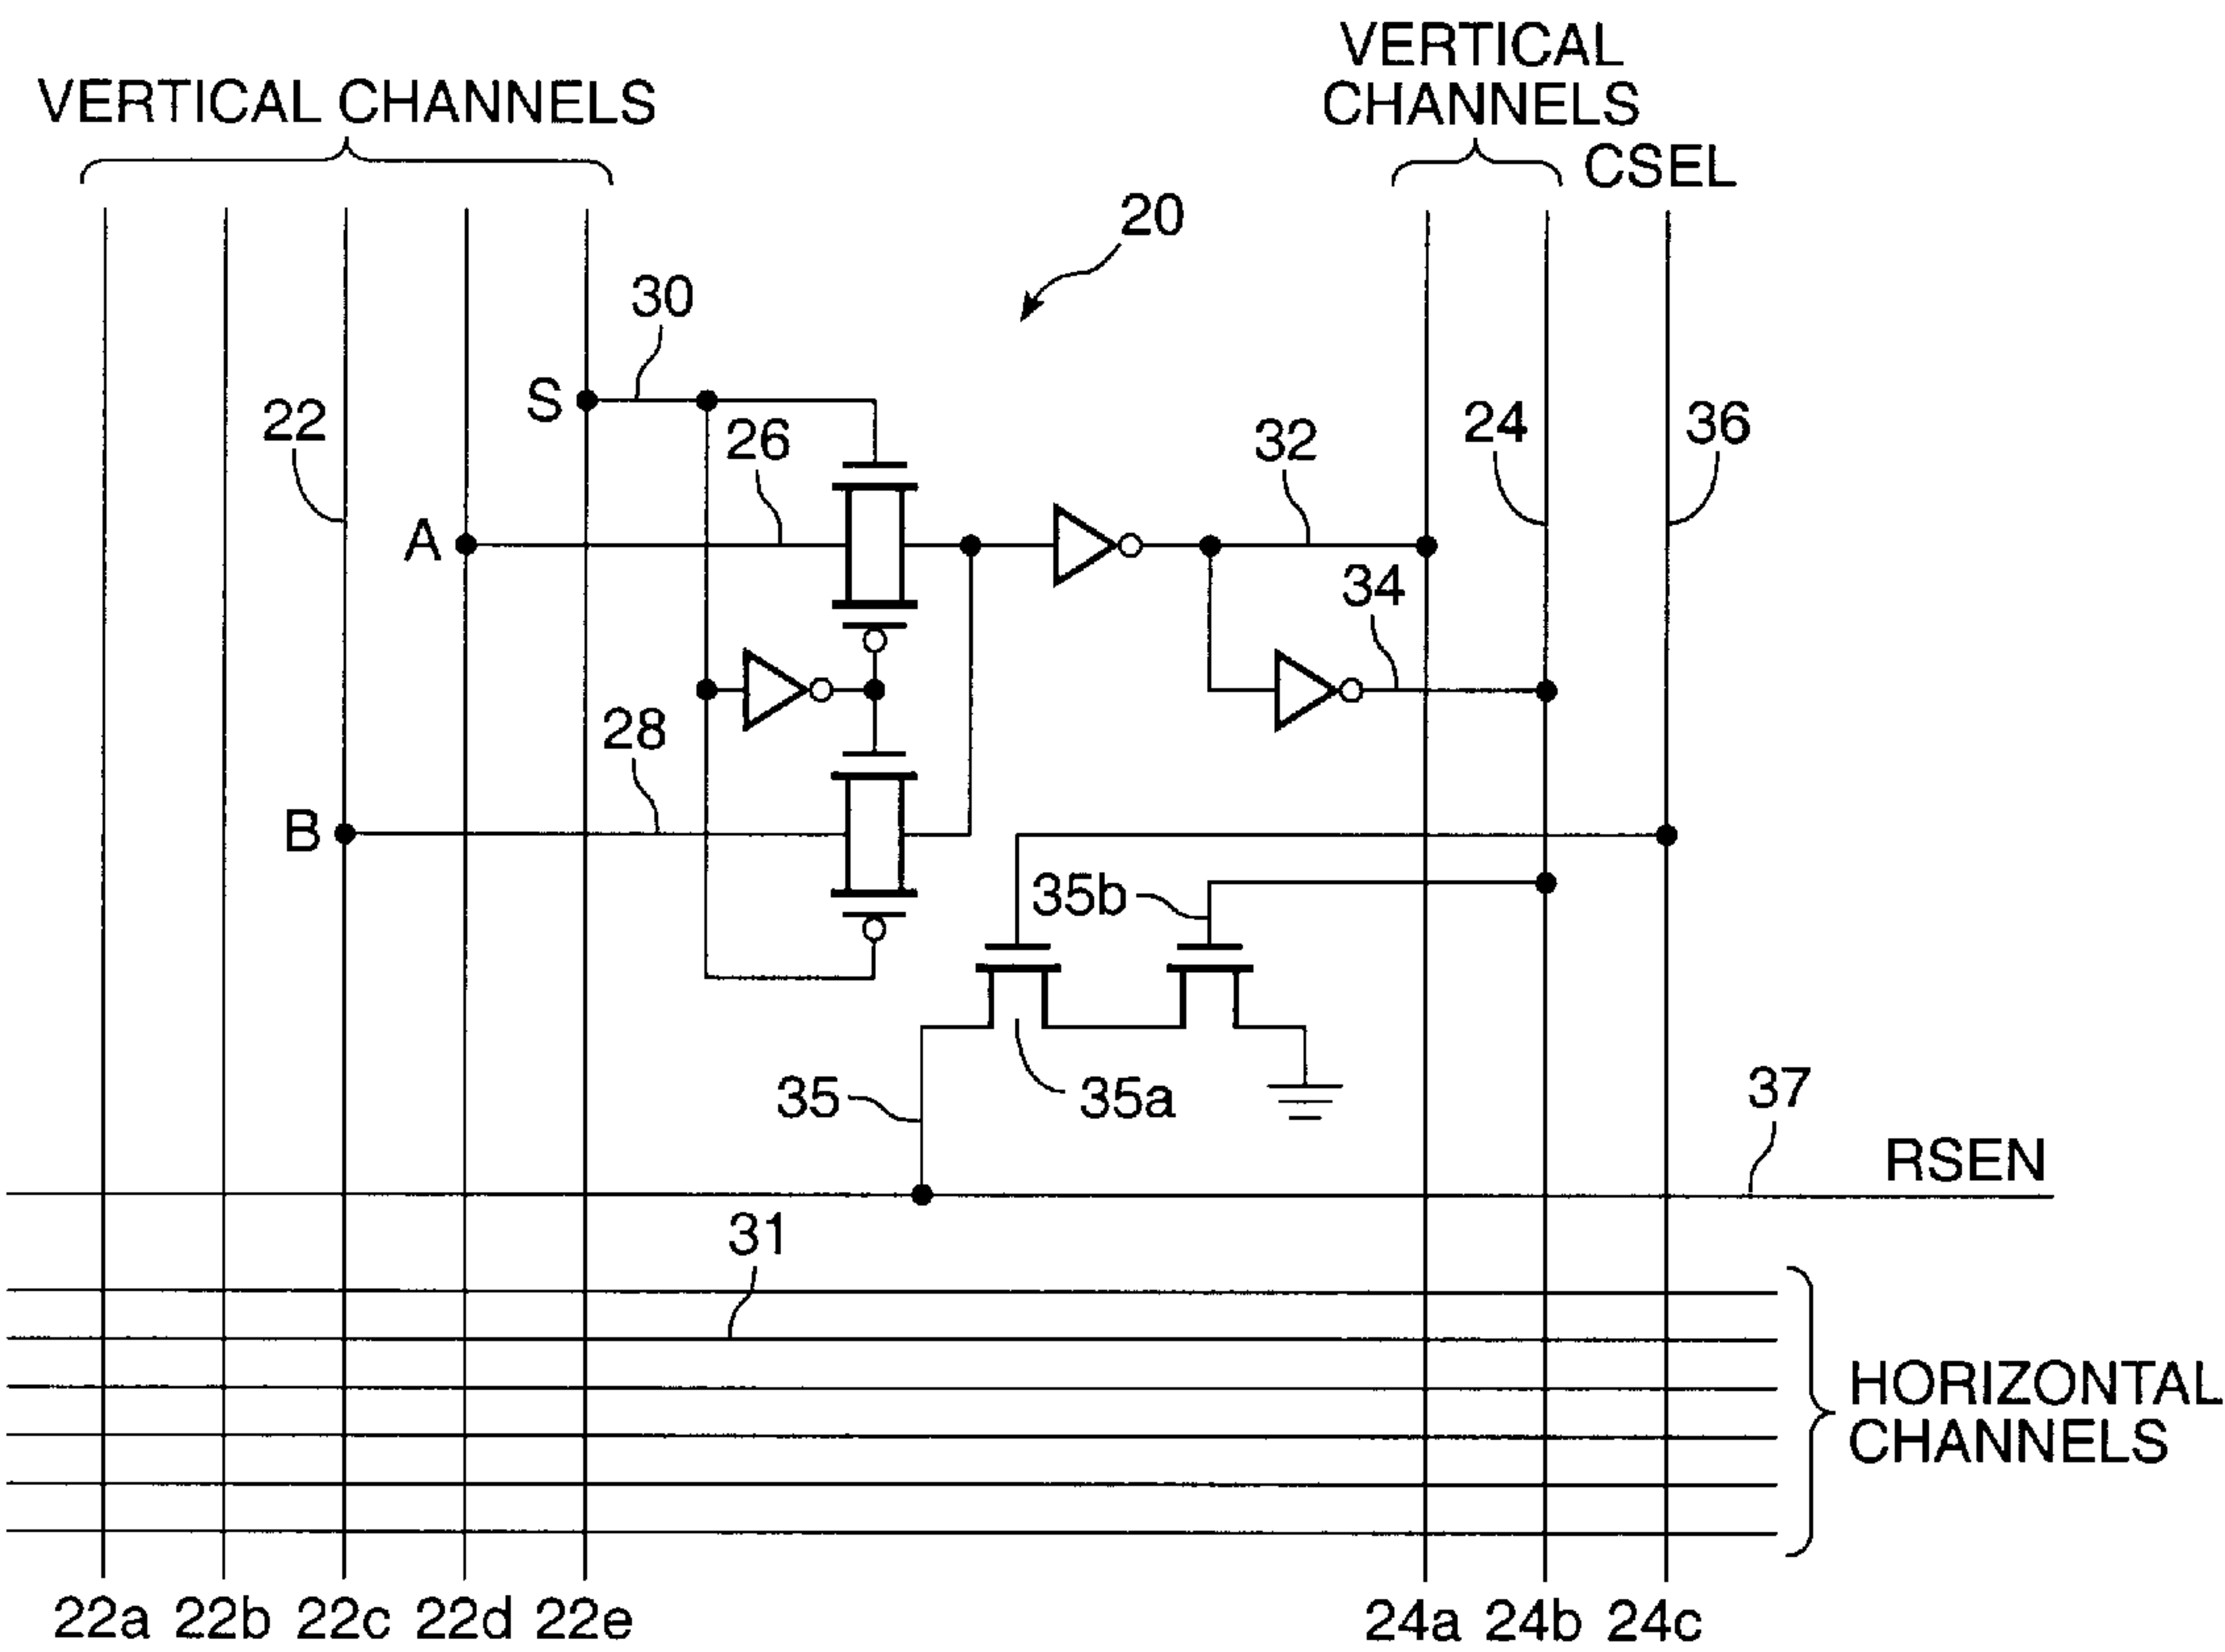 VERTICAL
CHANNELS
VERTICAL CHANNELS
CSEL
20
30
S
22
26
32
24
36
A
34
28
B
35b
35
35a
37
RSEN
31
HORIZONTAL
CHANNELS
22a 22b 22c 22d 22e
24a 24b 24c